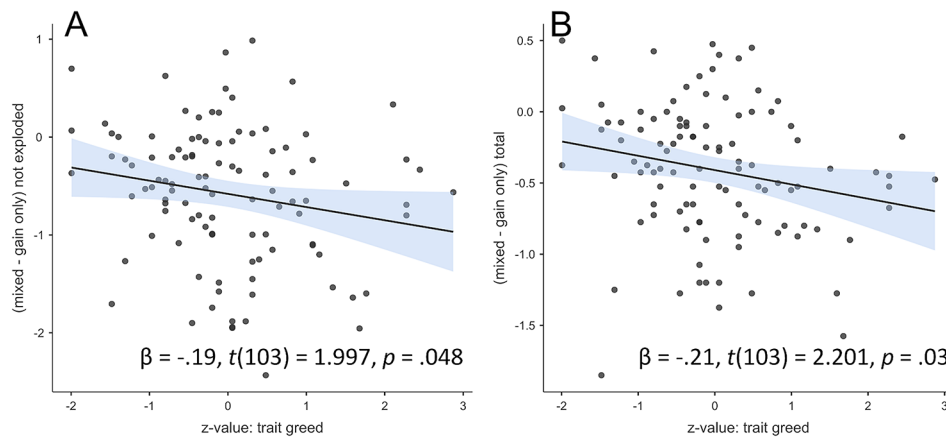 A
(mixed - gain only) not exploded
1
0
-1
-2
β = -.19, t(103) = 1.997, p = .048
-2 -1 0 1 2 3
z-value: trait greed
B
(mixed - gain only) total
0.5
0.0
-0.5
-1.0
-1.5
β = -.21, t(103) = 2.201, p = .03
-2 -1 0 1 2 3
z-value: trait greed